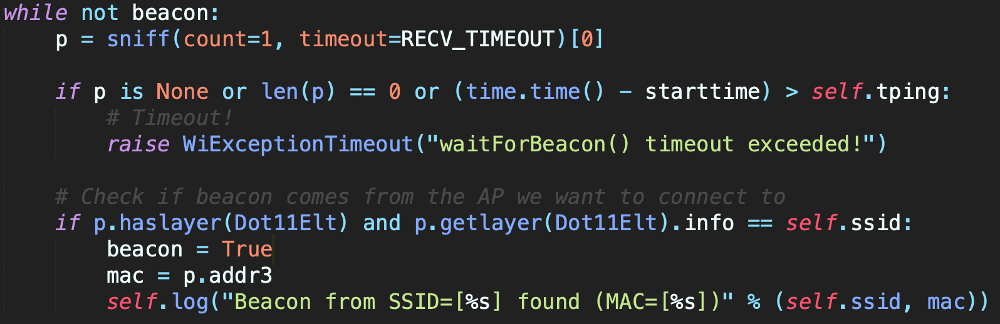 while not beacon:
    p = sniff(count=1, timeout=RECV_TIMEOUT)[0]

    if p is None or len(p) == 0 or (time.time() - starttime) > self.tping:
        # Timeout!
        raise WiExceptionTimeout("waitForBeacon() timeout exceeded!")

    # Check if beacon comes from the AP we want to connect to
    if p.haslayer(Dot11Elt) and p.getlayer(Dot11Elt).info == self.ssid:
        beacon = True
        mac = p.addr3
        self.log("Beacon from SSID=[%s] found (MAC=[%s])" % (self.ssid, mac))